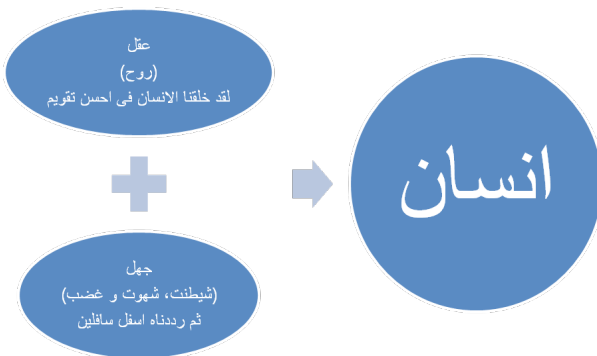 عقل
(روح)
لقد خلقنا الانسان فی احسن تقویم
جهل
(شیطنت، شهوت و غضب)
ثم رددناه اسفل سافلین
انسان